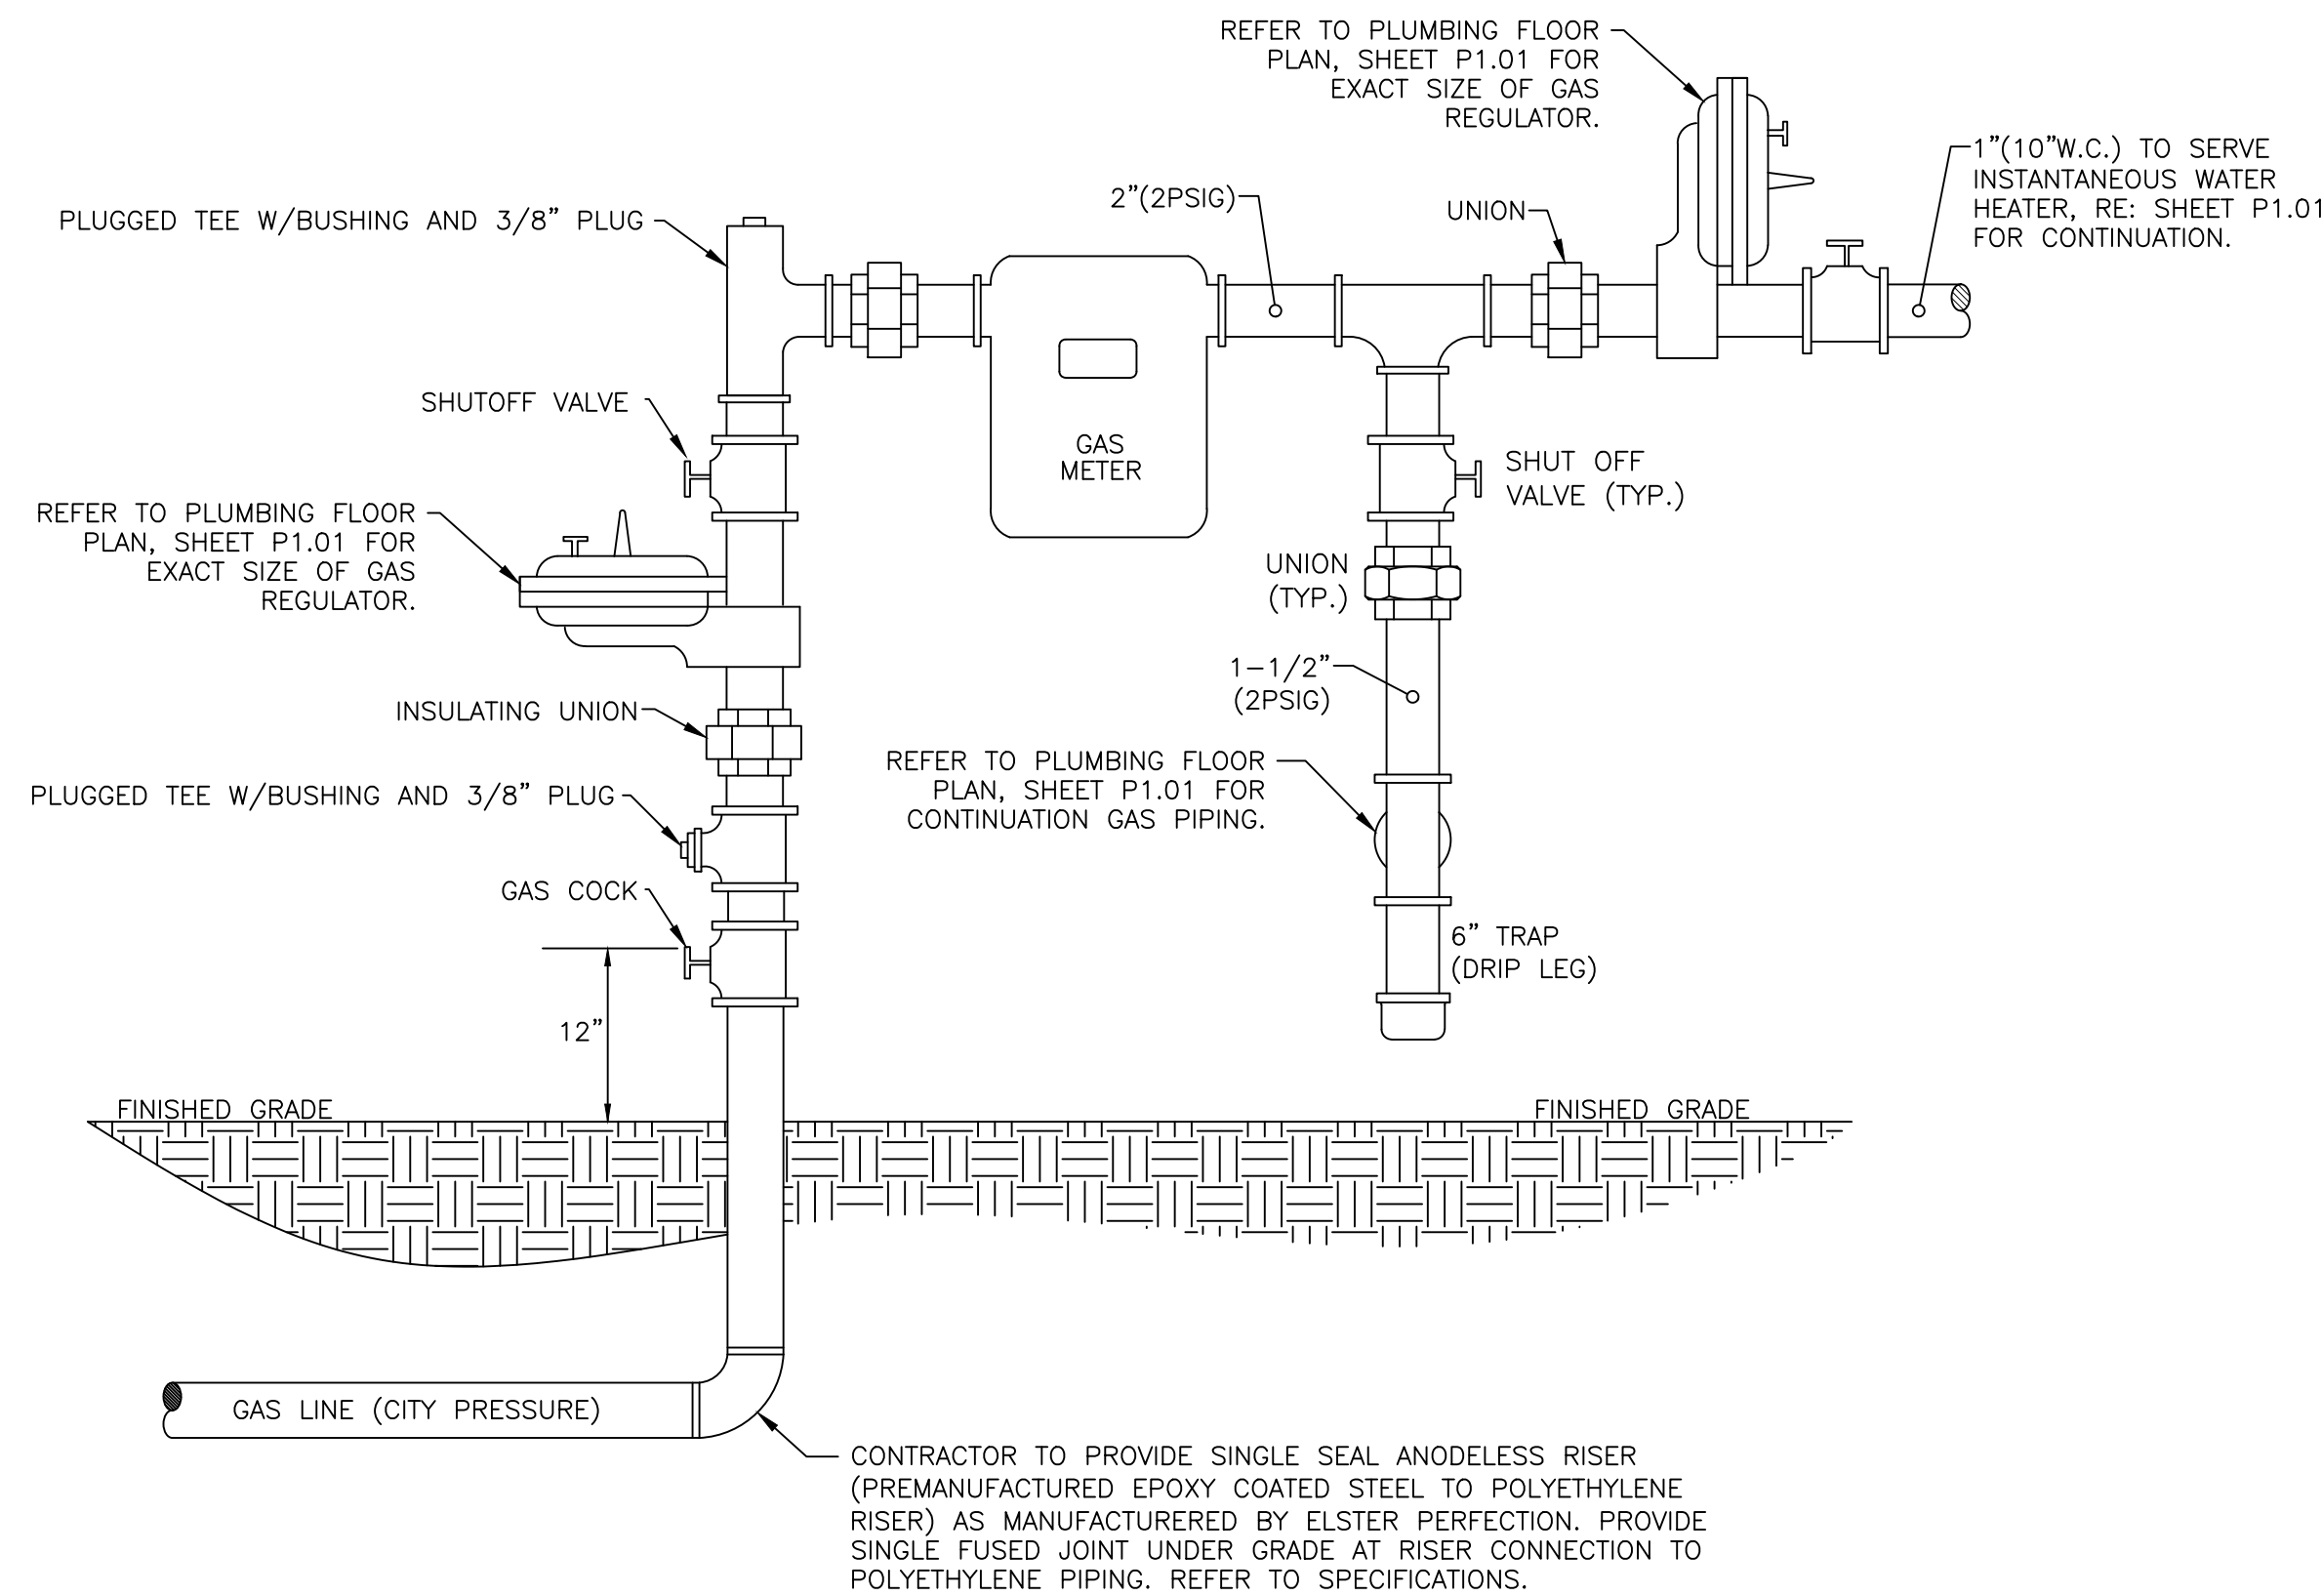 REFER TO PLUMBING FLOOR
PLAN, SHEET P1.01 FOR
EXACT SIZE OF GAS
REGULATOR.
1"(10"W.C.) TO SERVE
INSTANTANEOUS WATER
HEATER, RE: SHEET P1.01
FOR CONTINUATION.
2"(2PSIG)
UNION
PLUGGED TEE W/BUSHING AND 3/8" PLUG
SHUTOFF VALVE
GAS
METER
SHUT OFF
VALVE (TYP.)
REFER TO PLUMBING FLOOR
PLAN, SHEET P1.01 FOR
EXACT SIZE OF GAS
REGULATOR.
UNION
(TYP.)
1-1/2"
(2PSIG)
INSULATING UNION
REFER TO PLUMBING FLOOR
PLAN, SHEET P1.01 FOR
CONTINUATION GAS PIPING.
PLUGGED TEE W/BUSHING AND 3/8" PLUG
GAS COCK
6" TRAP
(DRIP LEG)
12"
FINISHED GRADE
FINISHED GRADE
GAS LINE (CITY PRESSURE)
CONTRACTOR TO PROVIDE SINGLE SEAL ANODELESS RISER
(PREMANUFACTURED EPOXY COATED STEEL TO POLYETHYLENE
RISER) AS MANUFACTURERED BY ELSTER PERFECTION. PROVIDE
SINGLE FUSED JOINT UNDER GRADE AT RISER CONNECTION TO
POLYETHYLENE PIPING. REFER TO SPECIFICATIONS.